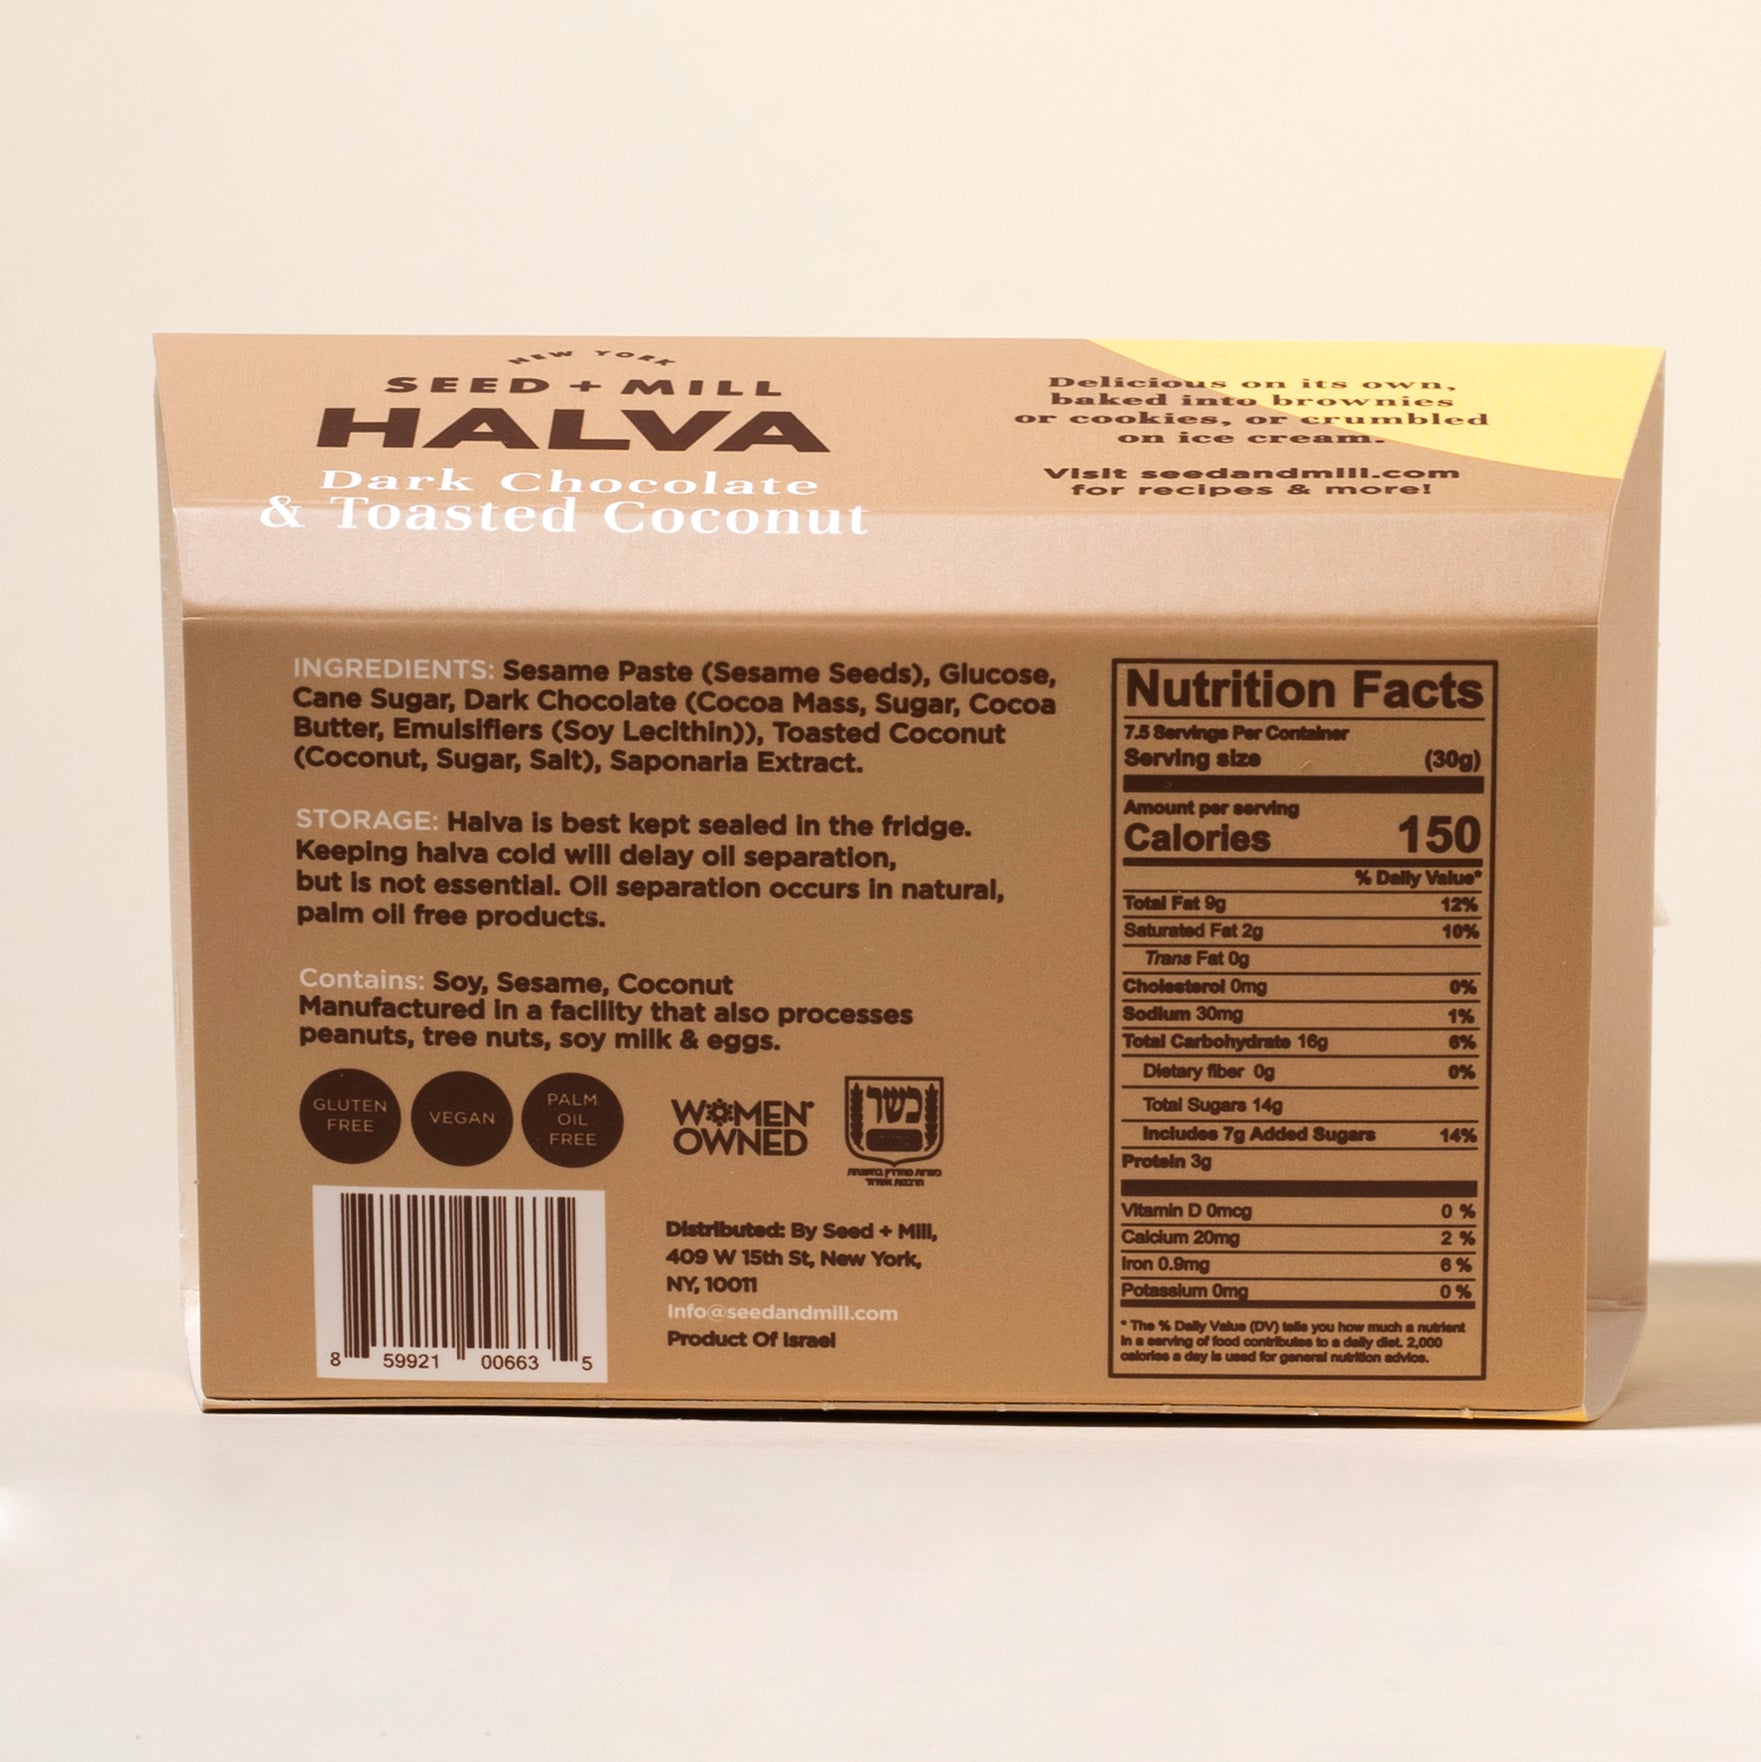 NEW YORK
SEED + MILL
HALVA
Dark Chocolate
& Toasted Coconut
Delicious on its own,
baked into brownies
or cookies, or crumbled
on ice cream.
Visit seedandmill.com
for recipes & more!
INGREDIENTS: Sesame Paste (Sesame Seeds), Glucose,
Cane Sugar, Dark Chocolate (Cocoa Mass, Sugar, Cocoa
Butter, Emulsifiers (Soy Lecithin)), Toasted Coconut
(Coconut, Sugar, Salt), Saponaria Extract.
STORAGE: Halva is best kept sealed in the fridge.
Keeping halva cold will delay oil separation,
but is not essential. Oil separation occurs in natural,
palm oil free products.
Contains: Soy, Sesame, Coconut
Manufactured in a facility that also processes
peanuts, tree nuts, soy milk & eggs.
GLUTEN
FREE
VEGAN
PALM
OIL
FREE
WOMEN
OWNED
כשר
8 59921 00663 5
Distributed: By Seed + Mill,
409 W 15th St, New York,
NY, 10011
Info@seedandmill.com
Product Of Israel
Nutrition Facts
7.5 Servings Per Container
Serving size (30g)
Amount per serving
Calories 150
% Daily Value*
Total Fat 9g 12%
Saturated Fat 2g 10%
Trans Fat 0g
Cholesterol 0mg 0%
Sodium 30mg 1%
Total Carbohydrate 16g 6%
Dietary fiber 0g 0%
Total Sugars 14g
Includes 7g Added Sugars 14%
Protein 3g
Vitamin D 0mcg 0 %
Calcium 20mg 2 %
Iron 0.9mg 6 %
Potassium 0mg 0 %
* The % Daily Value (DV) tells you how much a nutrient
in a serving of food contributes to a daily diet. 2,000
calories a day is used for general nutrition advice.